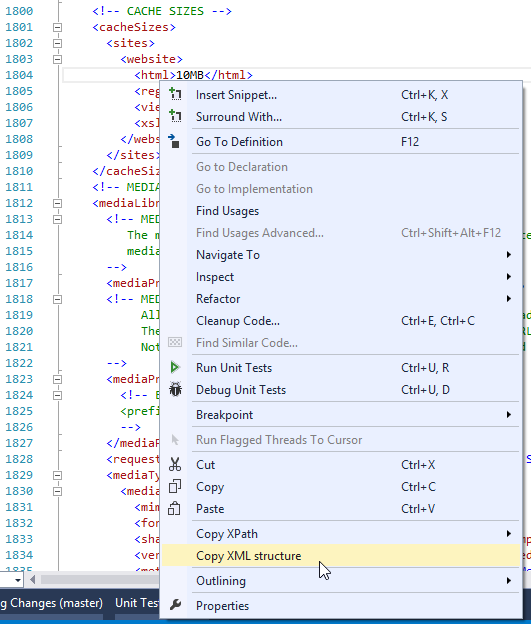 1800 <!-- CACHE SIZES -->
1801 <cacheSizes>
1802 <sites>
1803 <website>
1804 <html>10MB</html>
1805 <reg
1806 <vie
1807 <xsl
1808 </webs
1809 </sites>
1810 </cacheSiz
1811 <!-- MEDIA
1812 <mediaLibr
1813 <!-- MED
1814 The m
1815 media
1816 -->
1817 <mediaPr
1818 <!-- MED
1819 All
1820 The
1821 Not
1822 -->
1823 <mediaPr
1824 <!-- E
1825 <prefi
1826 -->
1827 </mediaP
1828 <request
1829 <mediaTy
1830 <media
1831 <mim
1832 <for
1833 <sha
1834 <ver
1835 <met
Insert Snippet... Ctrl+K, X
Surround With... Ctrl+K, S
Go To Definition F12
Go to Declaration
Go to Implementation
Find Usages
Find Usages Advanced... Ctrl+Shift+Alt+F12
Navigate To
Inspect
Refactor
Cleanup Code... Ctrl+E, Ctrl+C
Find Similar Code...
Run Unit Tests Ctrl+U, R
Debug Unit Tests Ctrl+U, D
Breakpoint
Run Flagged Threads To Cursor
Cut Ctrl+X
Copy Ctrl+C
Paste Ctrl+V
Copy XPath
Copy XML structure
Outlining
Properties
g Changes (master) Unit Tes